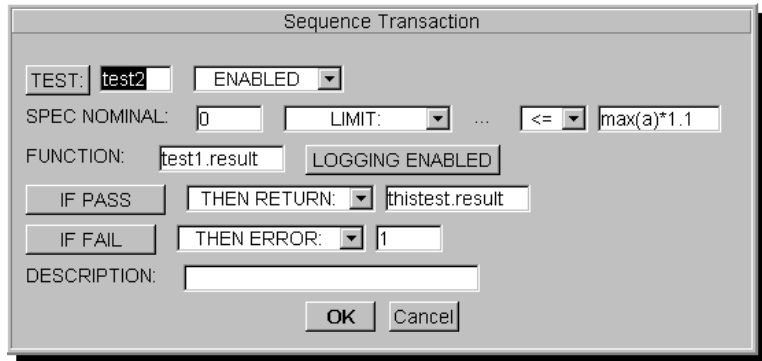 Sequence Transaction
TEST: test2 ENABLED
SPEC NOMINAL: 0 LIMIT: ... <= max(a)*1.1
FUNCTION: test1.result LOGGING ENABLED
IF PASS THEN RETURN: thistest.result
IF FAIL THEN ERROR: 1
DESCRIPTION:
OK Cancel